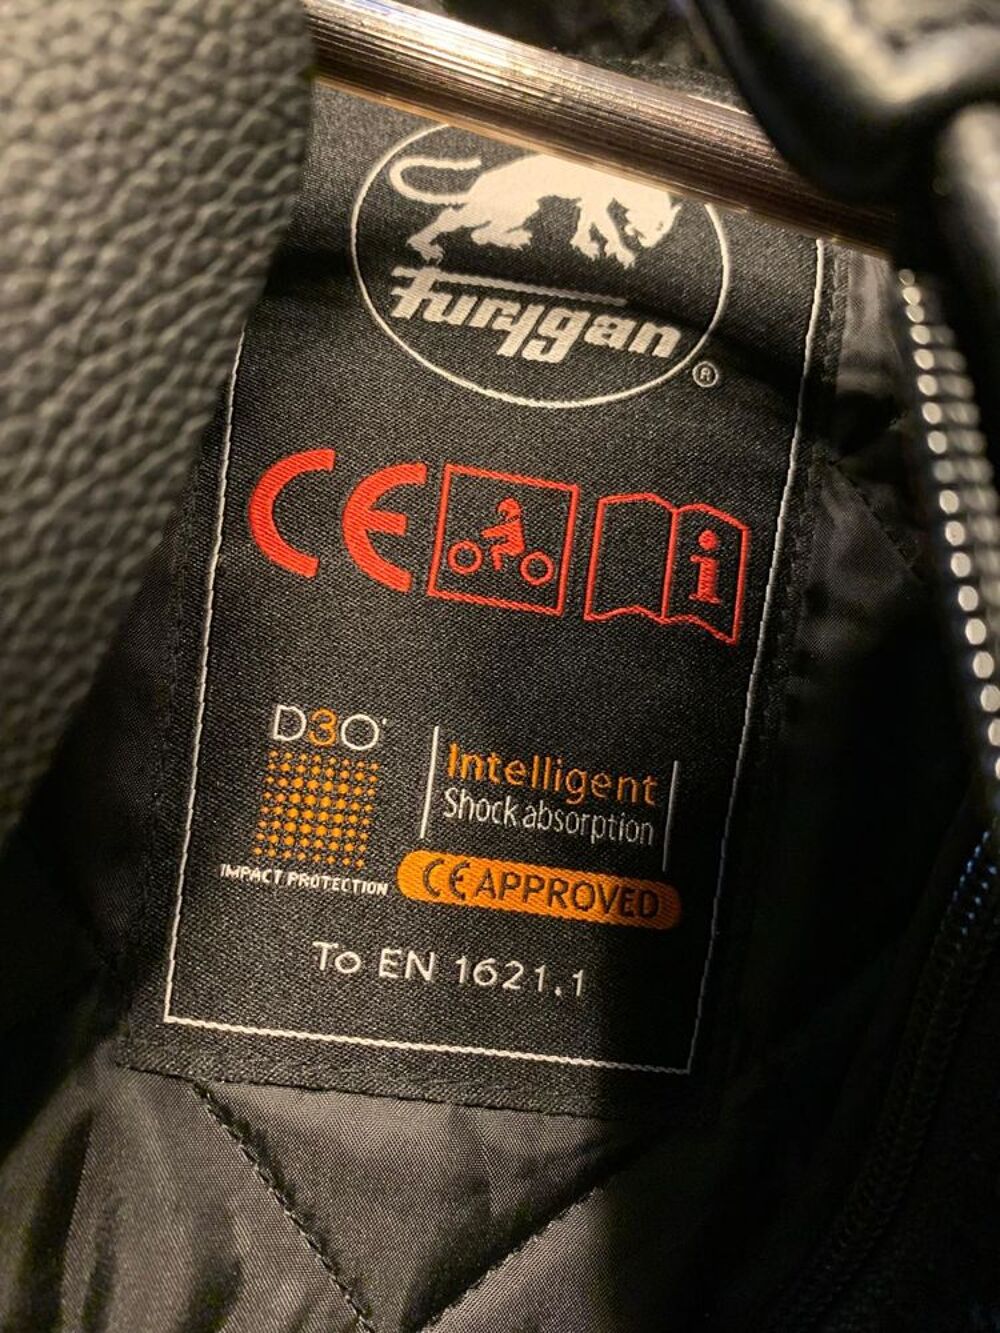 Furygan
®
CE i
D3O
Intelligent
Shock absorption
IMPACT PROTECTION
CE APPROVED
To EN 1621.1